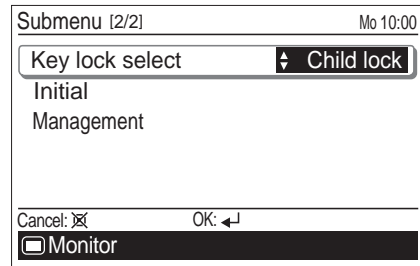 Submenu [2/2] Mo 10:00
Key lock select Child lock
Initial
Management
Cancel: OK:
Monitor